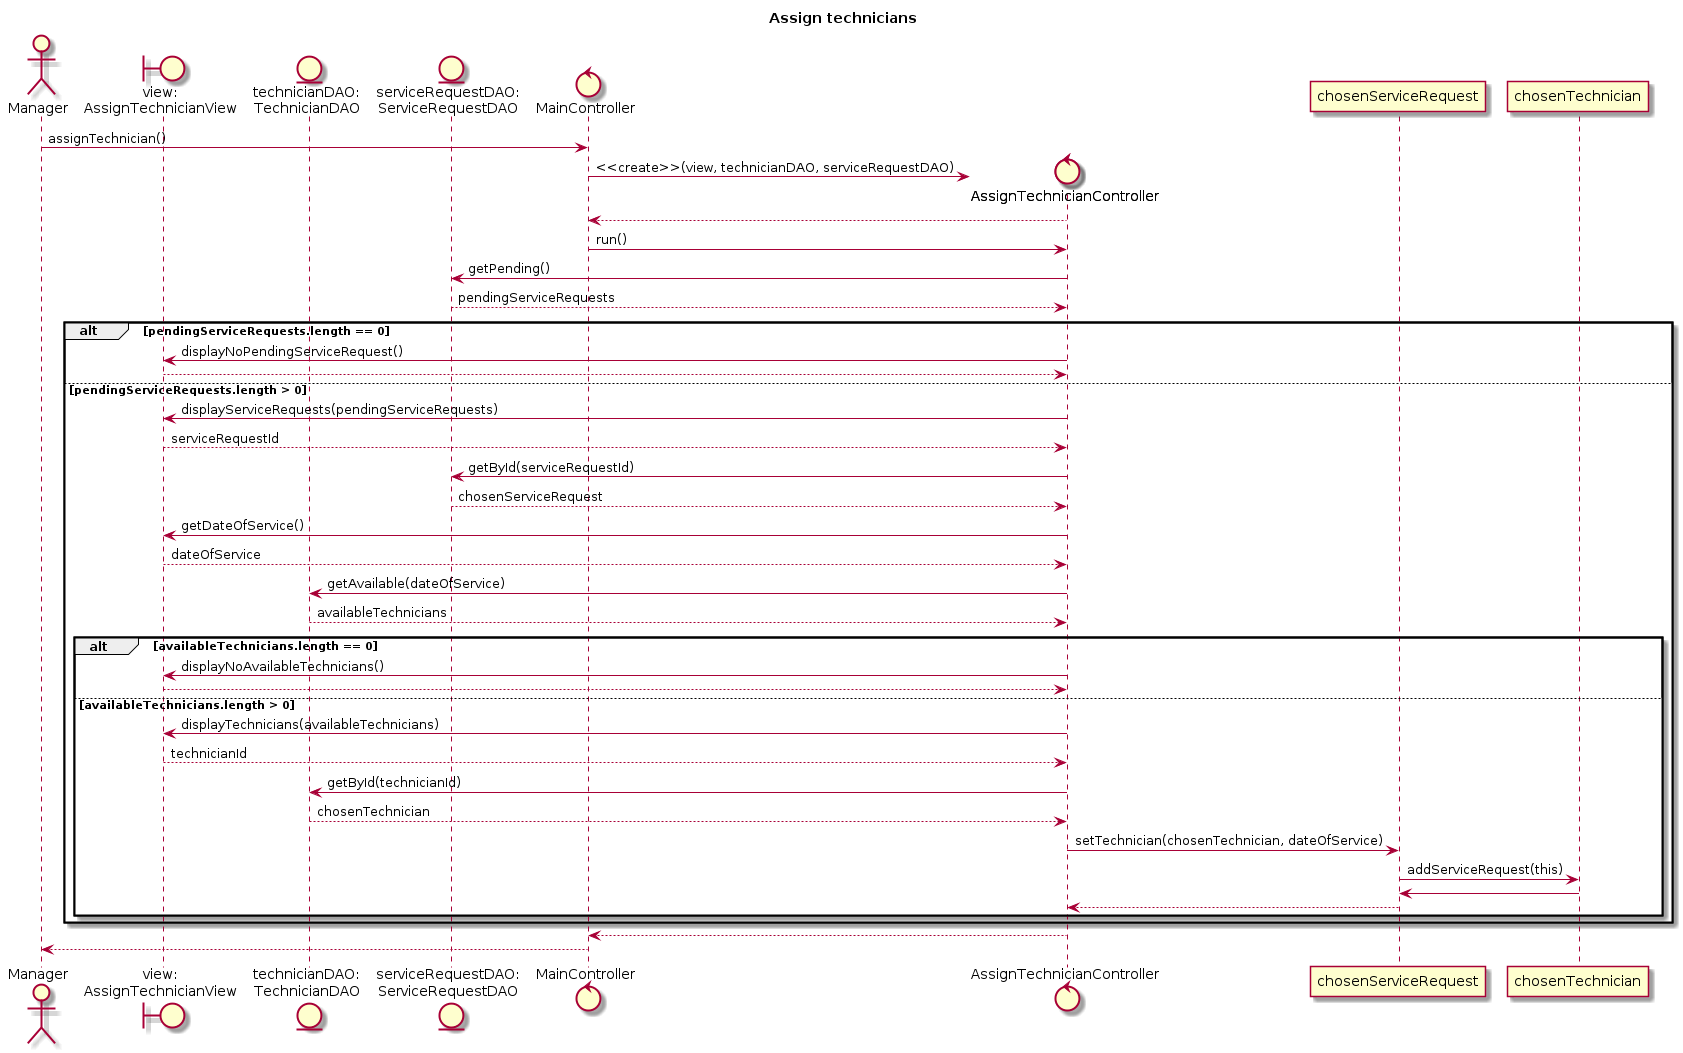 Assign technicians
Manager
view:
AssignTechnicianView
technicianDAO:
TechnicianDAO
serviceRequestDAO:
ServiceRequestDAO
MainController
chosenServiceRequest
chosenTechnician
assignTechnician()
<<create>>(view, technicianDAO, serviceRequestDAO)
AssignTechnicianController
run()
getPending()
pendingServiceRequests
alt [pendingServiceRequests.length == 0]
displayNoPendingServiceRequest()
[pendingServiceRequests.length > 0]
displayServiceRequests(pendingServiceRequests)
serviceRequestId
getById(serviceRequestId)
chosenServiceRequest
getDateOfService()
dateOfService
getAvailable(dateOfService)
availableTechnicians
alt [availableTechnicians.length == 0]
displayNoAvailableTechnicians()
[availableTechnicians.length > 0]
displayTechnicians(availableTechnicians)
technicianId
getById(technicianId)
chosenTechnician
setTechnician(chosenTechnician, dateOfService)
addServiceRequest(this)
Manager
view:
AssignTechnicianView
technicianDAO:
TechnicianDAO
serviceRequestDAO:
ServiceRequestDAO
MainController
AssignTechnicianController
chosenServiceRequest
chosenTechnician